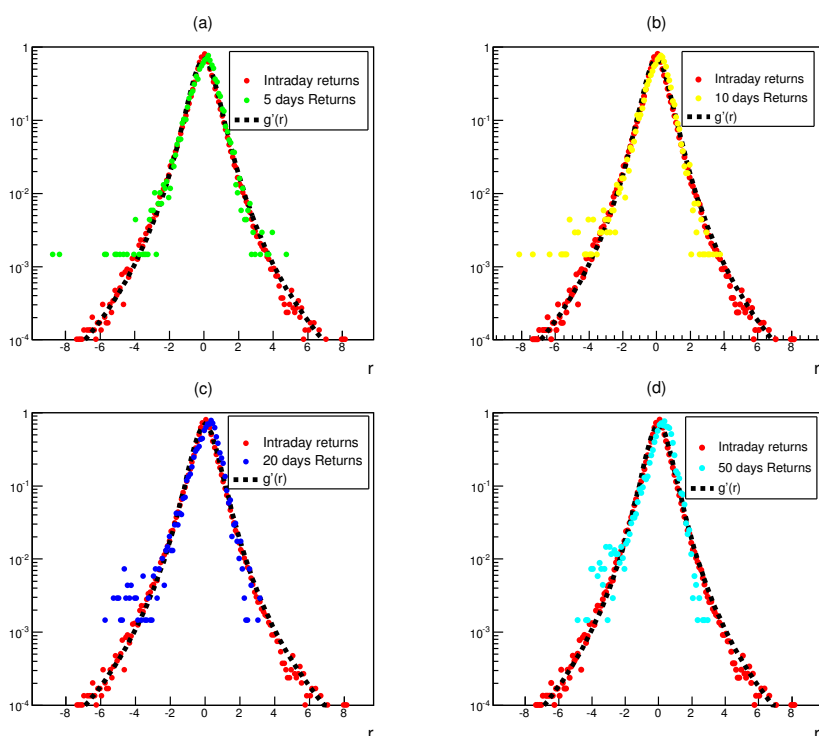 (a)
1
10-1
10-2
10-3
10-4
Intraday returns
5 days Returns
g'(r)
-8 -6 -4 -2 0 2 4 6 8
r
(b)
1
10-1
10-2
10-3
10-4
Intraday returns
10 days Returns
g'(r)
-8 -6 -4 -2 0 2 4 6 8
r
(c)
1
10-1
10-2
10-3
10-4
Intraday returns
20 days Returns
g'(r)
-8 -6 -4 -2 0 2 4 6 8
r
(d)
1
10-1
10-2
10-3
10-4
Intraday returns
50 days Returns
g'(r)
-8 -6 -4 -2 0 2 4 6 8
r